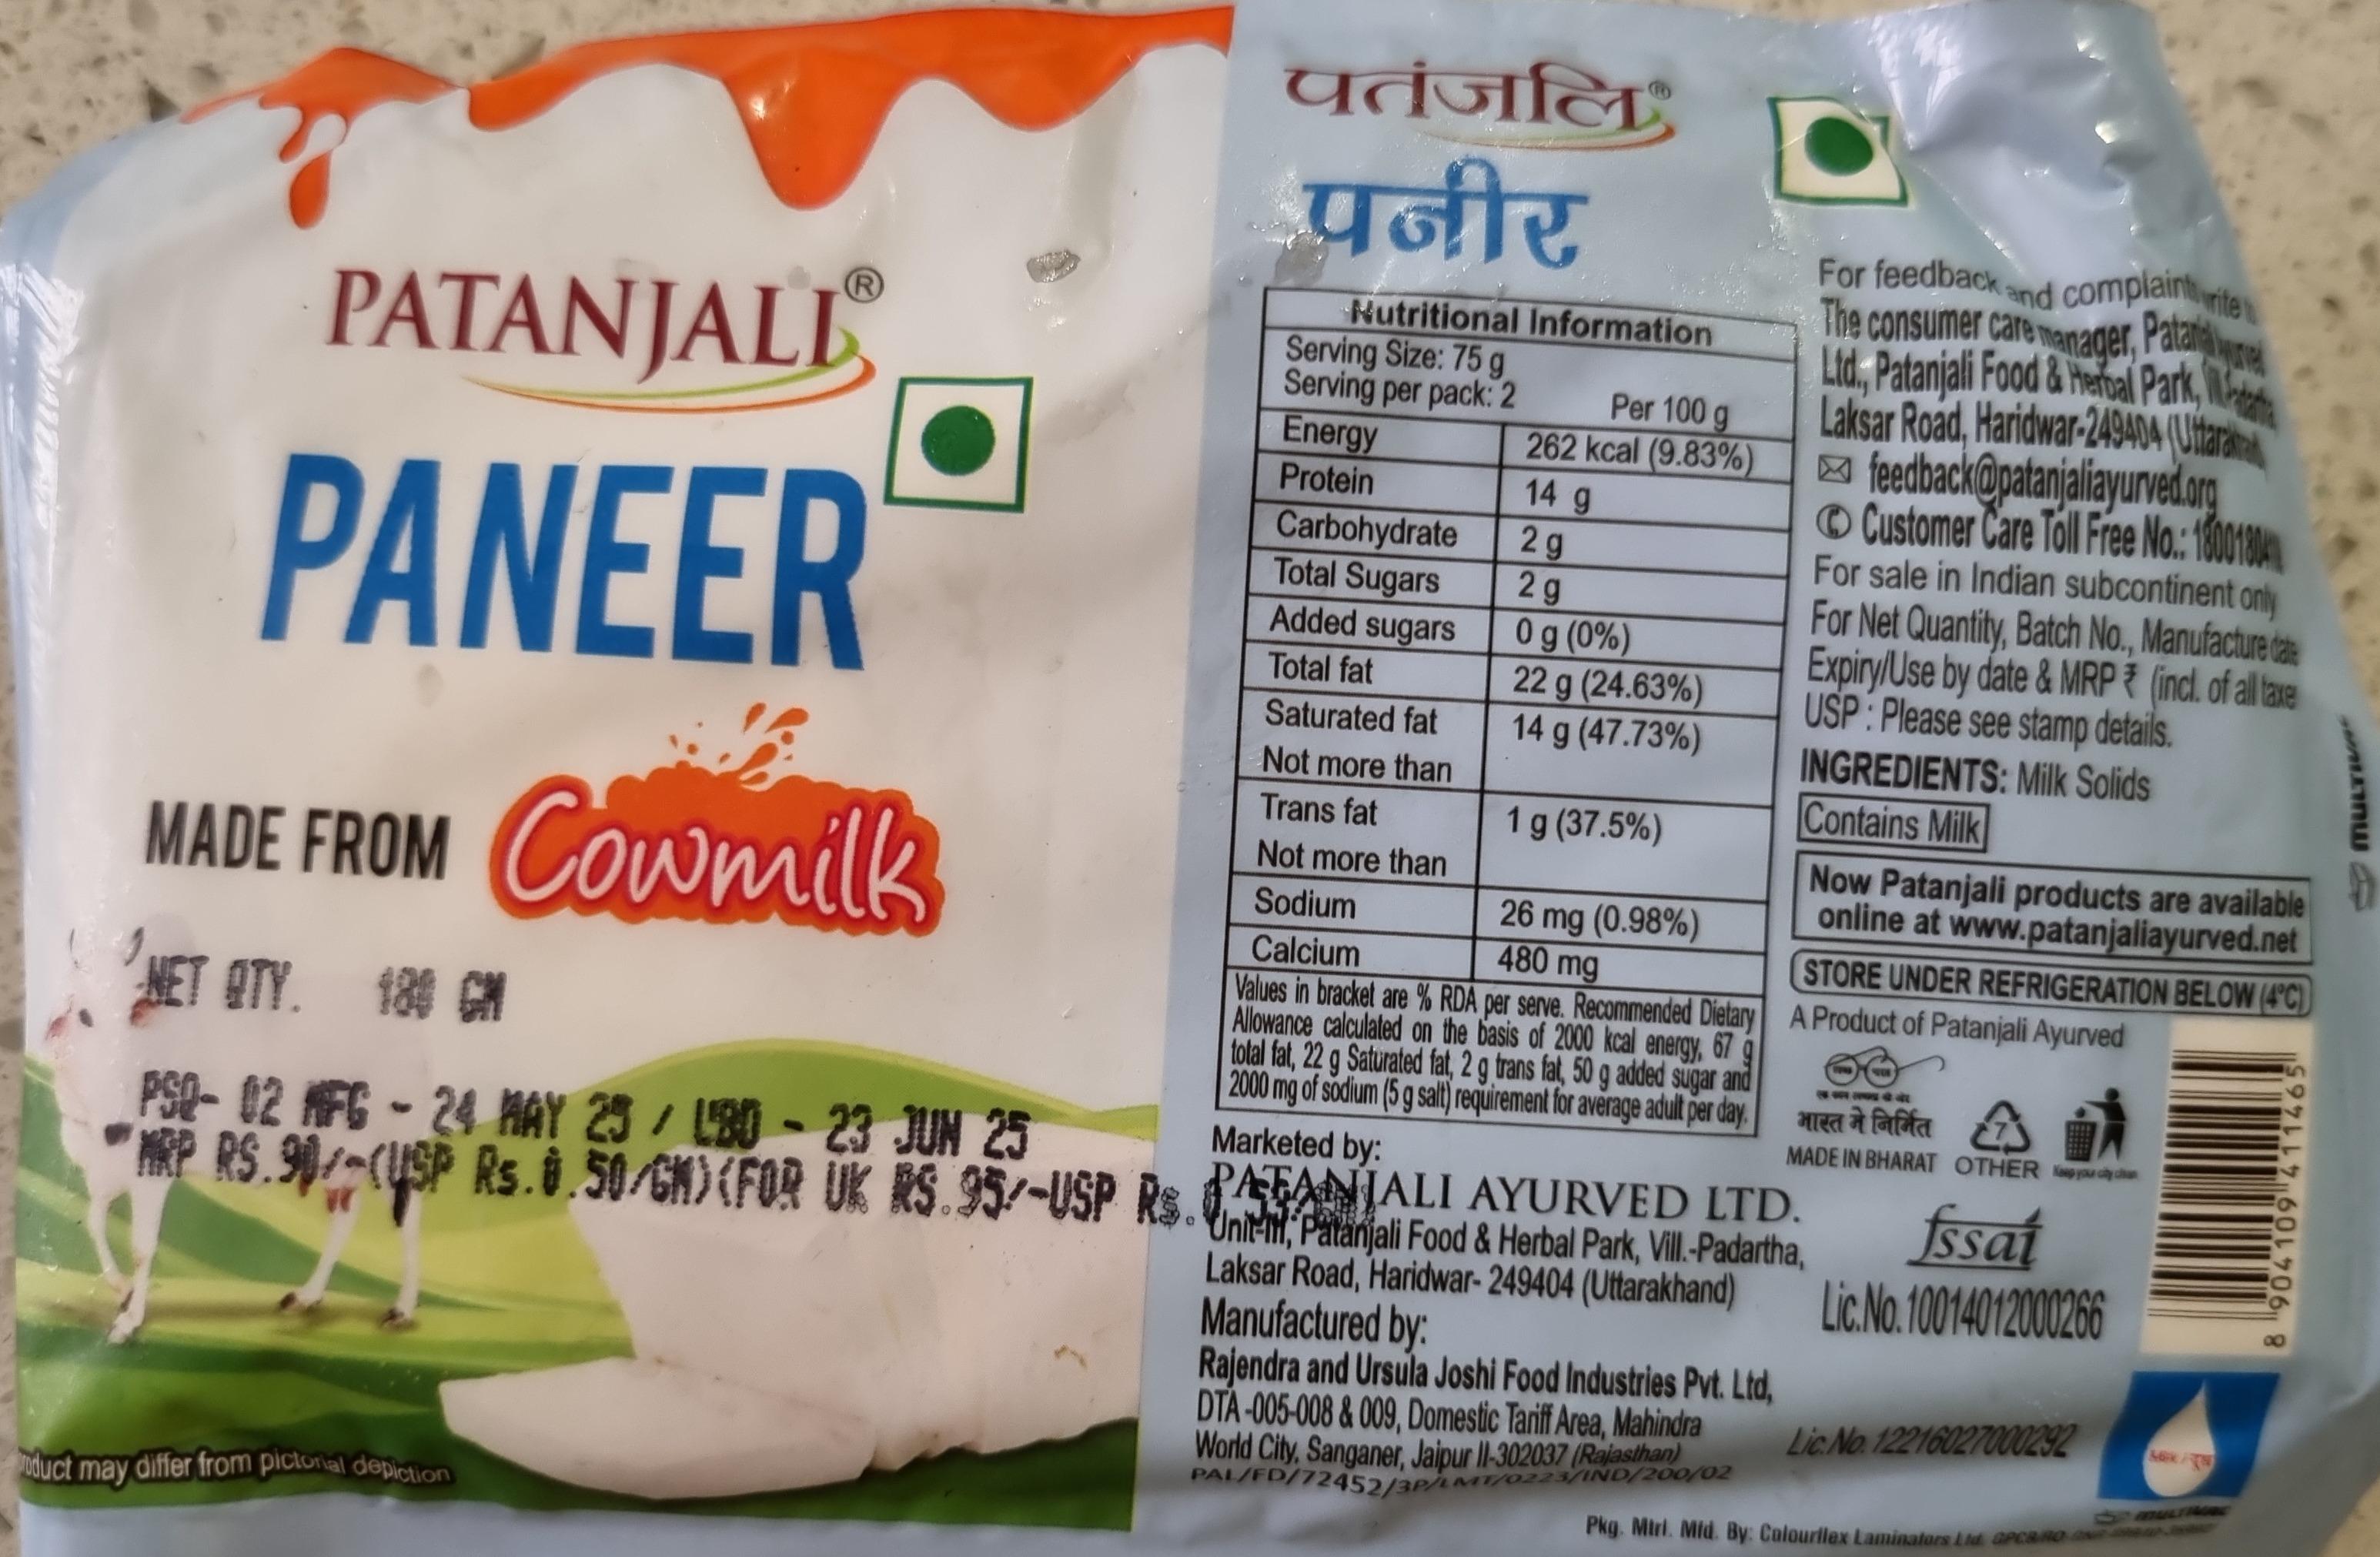 PATANJALI®
PANEER
MADE FROM Cowmilk
NET QTY. 180 GM
PSQ- 02 MFG - 24 MAY 25 / UBD - 23 JUN 25
MRP RS.90/-(USP Rs.0.50/GM)(FOR UK RS.95/-USP Rs.0.53/
may differ from pictorial depiction
पतंजलि®
पनीर
Nutritional Information
Serving Size: 75 g
Serving per pack: 2 Per 100 g
Energy 262 kcal (9.83%)
Protein 14 g
Carbohydrate 2 g
Total Sugars 2 g
Added sugars 0 g (0%)
Total fat 22 g (24.63%)
Saturated fat 14 g (47.73%)
Not more than
Trans fat 1 g (37.5%)
Not more than
Sodium 26 mg (0.98%)
Calcium 480 mg
Values in bracket are % RDA per serve. Recommended Dietary
Allowance calculated on the basis of 2000 kcal energy, 67 g
total fat, 22 g Saturated fat, 2 g trans fat, 50 g added sugar and
2000 mg of sodium (5 g salt) requirement for average adult per day.
Marketed by:
PATANJALI AYURVED LTD.
Unit-III, Patanjali Food & Herbal Park, Vill.-Padartha,
Laksar Road, Haridwar- 249404 (Uttarakhand)
Manufactured by:
Rajendra and Ursula Joshi Food Industries Pvt. Ltd,
DTA -005-008 & 009, Domestic Tariff Area, Mahindra
World City, Sanganer, Jaipur II-302037 (Rajasthan)
PAL/FD/72452/3P/LMT/0223/IND/200/02
For feedback and complaints write
The consumer care manager, Patanjali
Ltd., Patanjali Food & Herbal Park,
Laksar Road, Haridwar-249404
feedback@patanjaliayurved.org
Customer Care Toll Free No.:
For sale in Indian subcontinent only
For Net Quantity, Batch No., Manufacture date
Expiry/Use by date & MRP ₹ (incl. of all taxe
USP : Please see stamp details.
INGREDIENTS: Milk Solids
Contains Milk
Now Patanjali products are available
online at www.patanjaliayurved.net
STORE UNDER REFRIGERATION BELOW (4°C)
A Product of Patanjali Ayurved
भारत मे निर्मित
MADE IN BHARAT
7
OTHER
Keep your city clean
fssai
Lic.No.10014012000266
8 904109 411465
Lic.No.12216027000292
Pkg. Mtrl. Mfd. By: Colourflex Laminators Ltd.